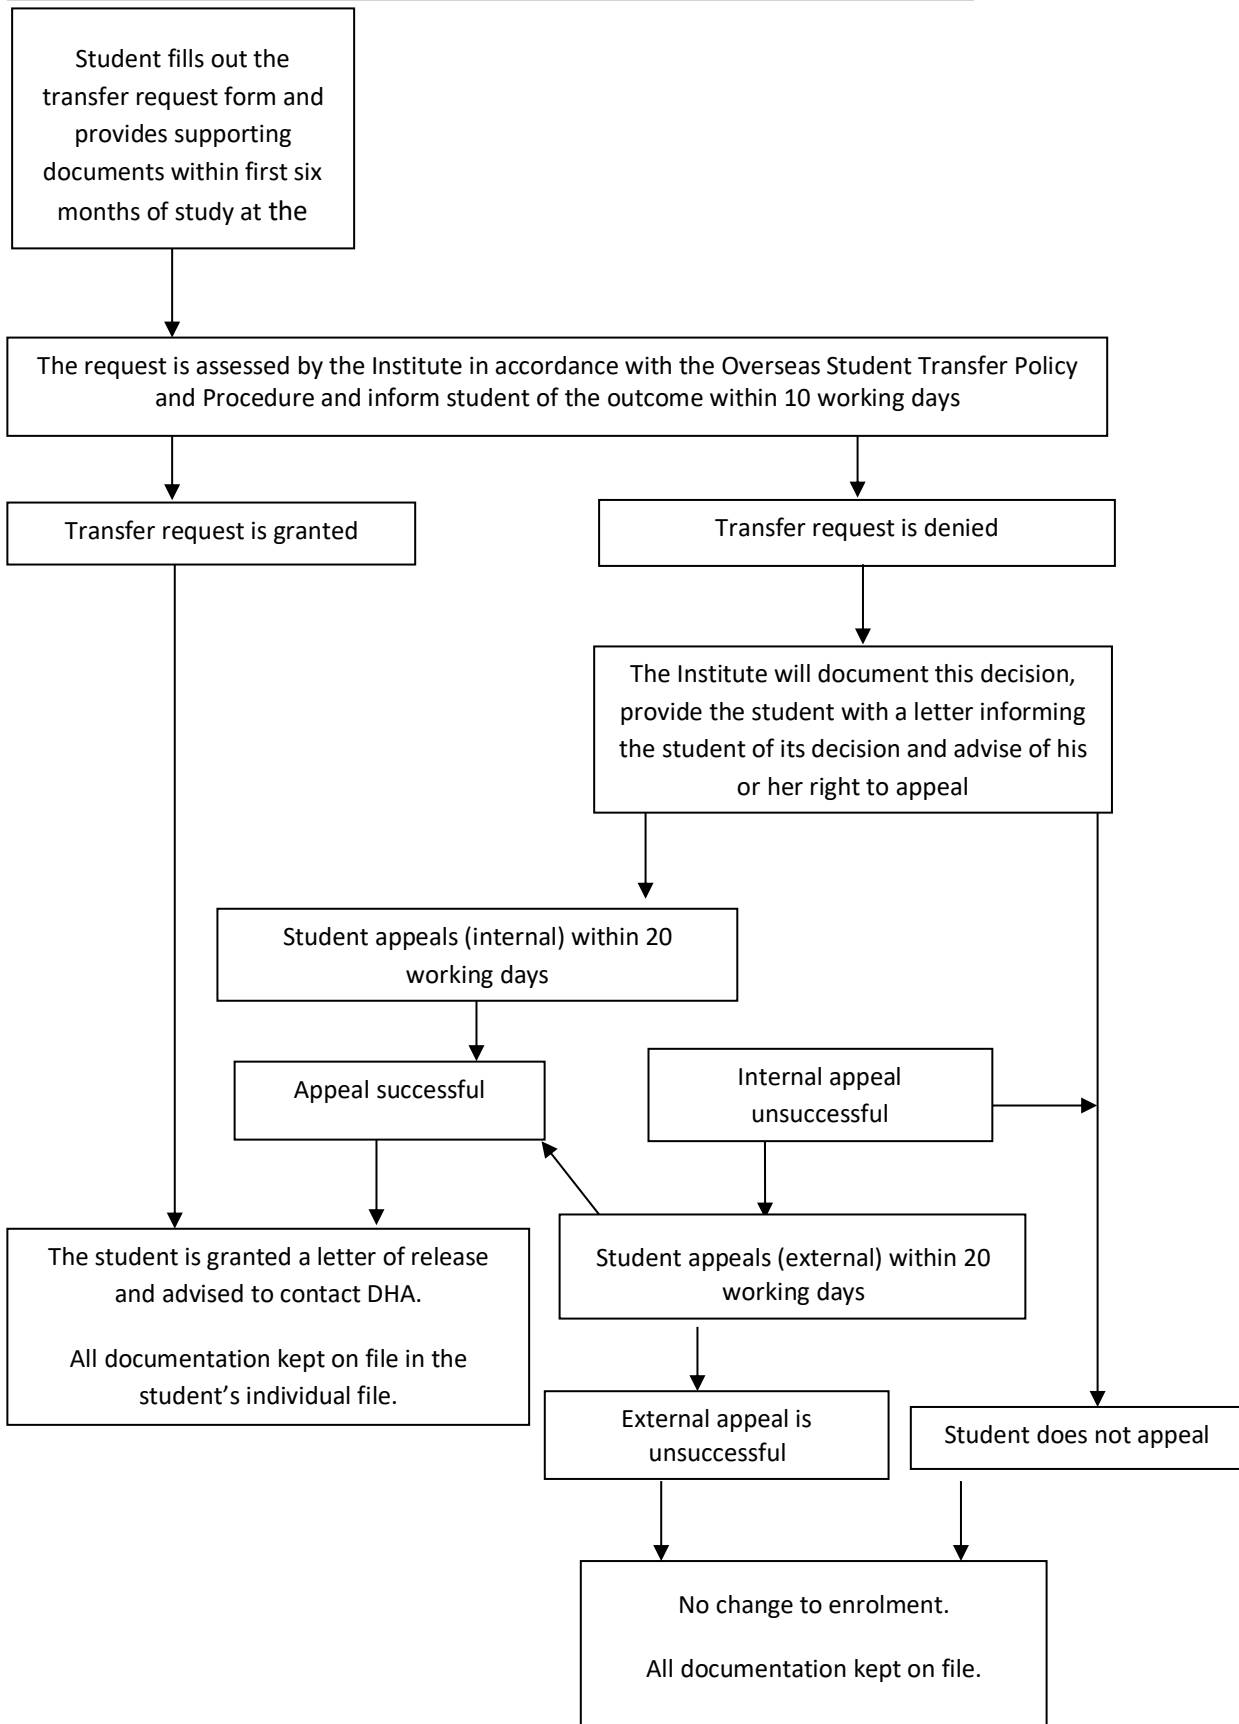 Student fills out the
transfer request form and
provides supporting
documents within first six
months of study at the
The request is assessed by the Institute in accordance with the Overseas Student Transfer Policy
and Procedure and inform student of the outcome within 10 working days
Transfer request is granted
Transfer request is denied
The Institute will document this decision,
provide the student with a letter informing
the student of its decision and advise of his
or her right to appeal
Student appeals (internal) within 20
working days
Appeal successful
Internal appeal
unsuccessful
The student is granted a letter of release
and advised to contact DHA.
All documentation kept on file in the
student’s individual file.
Student appeals (external) within 20
working days
External appeal is
unsuccessful
Student does not appeal
No change to enrolment.
All documentation kept on file.